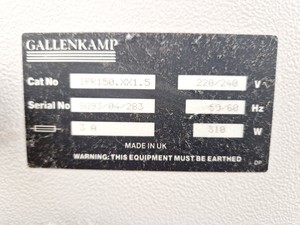 GALLENKAMP
Cat No IPR150.XX1.5 220/240 V
Serial No SG93/04/283 50/60 Hz
3 A 310 W
MADE IN UK
WARNING: THIS EQUIPMENT MUST BE EARTHED DP